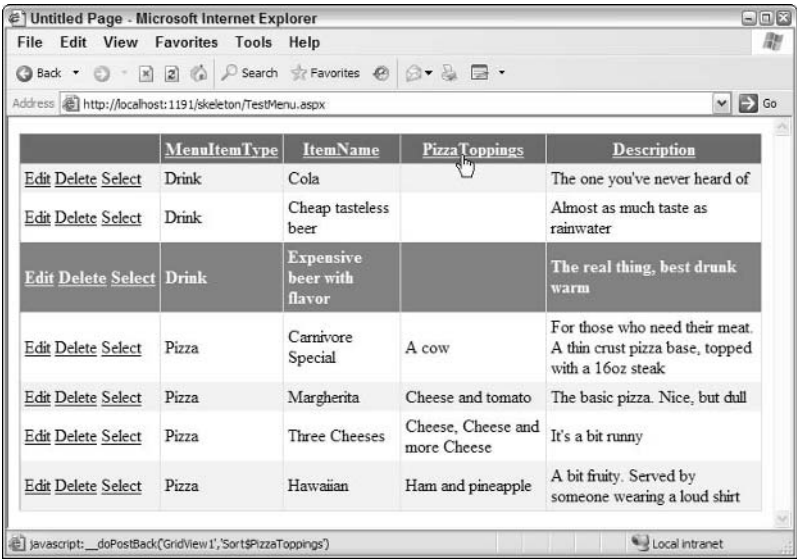 Untitled Page - Microsoft Internet Explorer
File Edit View Favorites Tools Help
Back Search Favorites
Address http://localhost:1191/skeleton/TestMenu.aspx Go
MenuItemType ItemName PizzaToppings Description
Edit Delete Select Drink Cola The one you've never heard of
Edit Delete Select Drink Cheap tasteless beer Almost as much taste as rainwater
Edit Delete Select Drink Expensive beer with flavor The real thing, best drunk warm
Edit Delete Select Pizza Carnivore Special A cow For those who need their meat. A thin crust pizza base, topped with a 16oz steak
Edit Delete Select Pizza Margherita Cheese and tomato The basic pizza. Nice, but dull
Edit Delete Select Pizza Three Cheeses Cheese, Cheese and more Cheese It's a bit runny
Edit Delete Select Pizza Hawaiian Ham and pineapple A bit fruity. Served by someone wearing a loud shirt
javascript:__doPostBack('GridView1','Sort$PizzaToppings') Local intranet